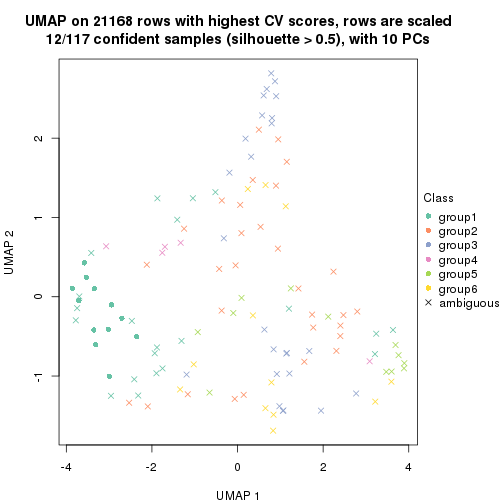 UMAP on 21168 rows with highest CV scores, rows are scaled
12/117 confident samples (silhouette > 0.5), with 10 PCs
UMAP 2
2
1
0
-1
-4
-2
0
2
4
UMAP 1
Class
group1
group2
group3
group4
group5
group6
ambiguous